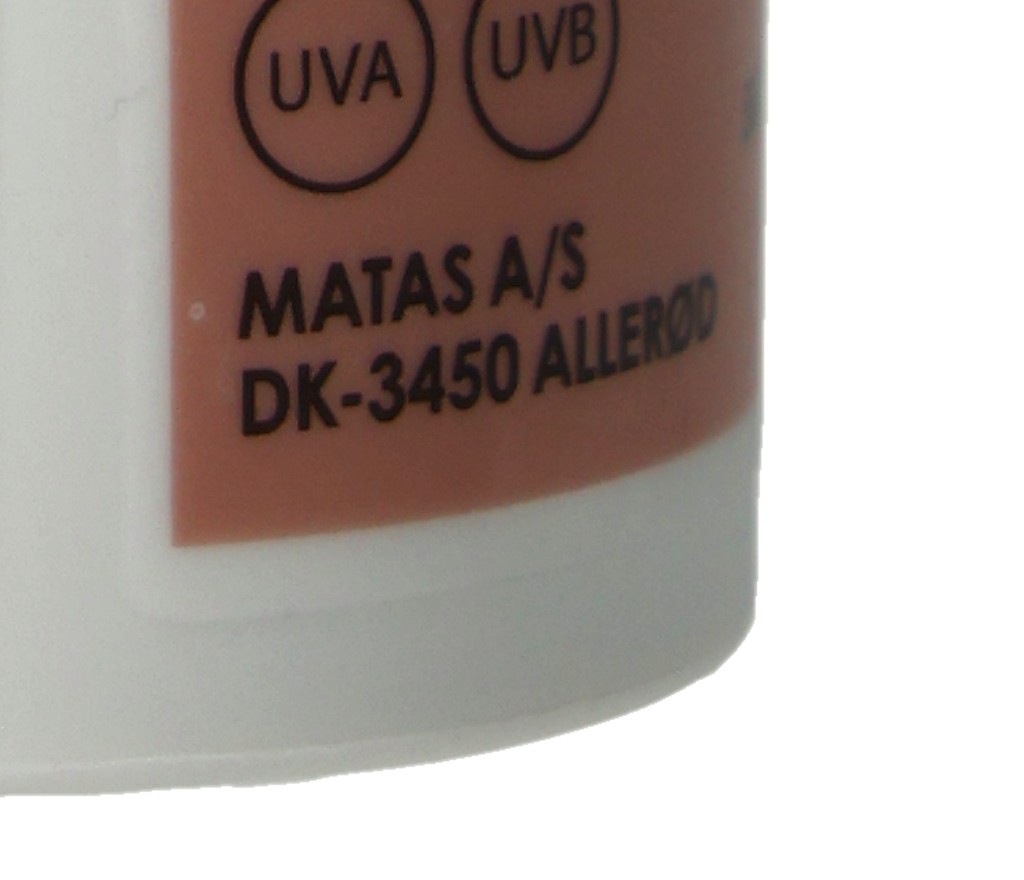 UVA UVB
MATAS A/S
DK-3450 ALLERØD